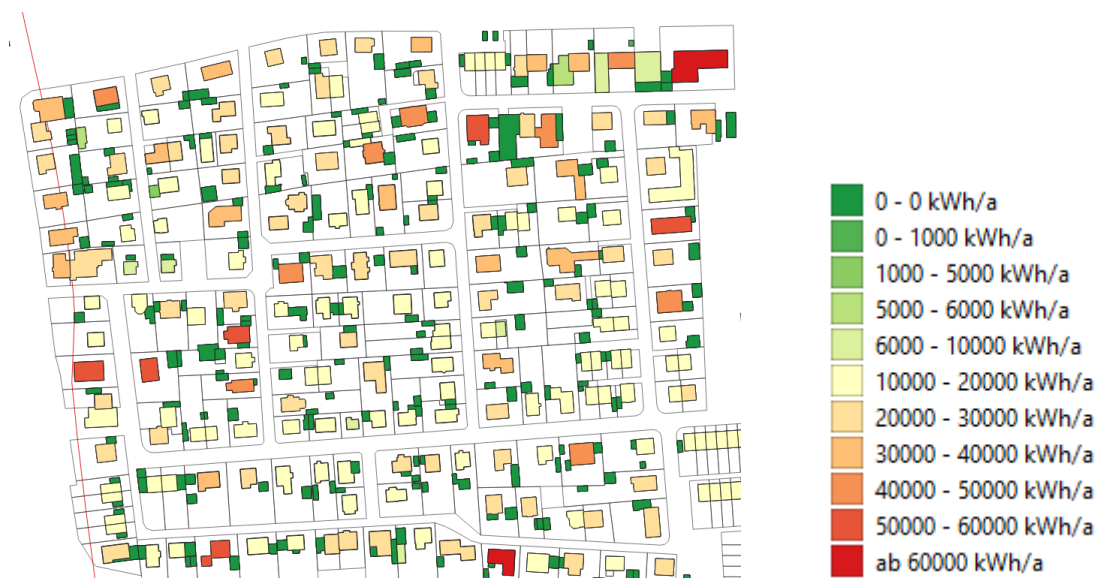 0 - 0 kWh/a
0 - 1000 kWh/a
1000 - 5000 kWh/a
5000 - 6000 kWh/a
6000 - 10000 kWh/a
10000 - 20000 kWh/a
20000 - 30000 kWh/a
30000 - 40000 kWh/a
40000 - 50000 kWh/a
50000 - 60000 kWh/a
ab 60000 kWh/a